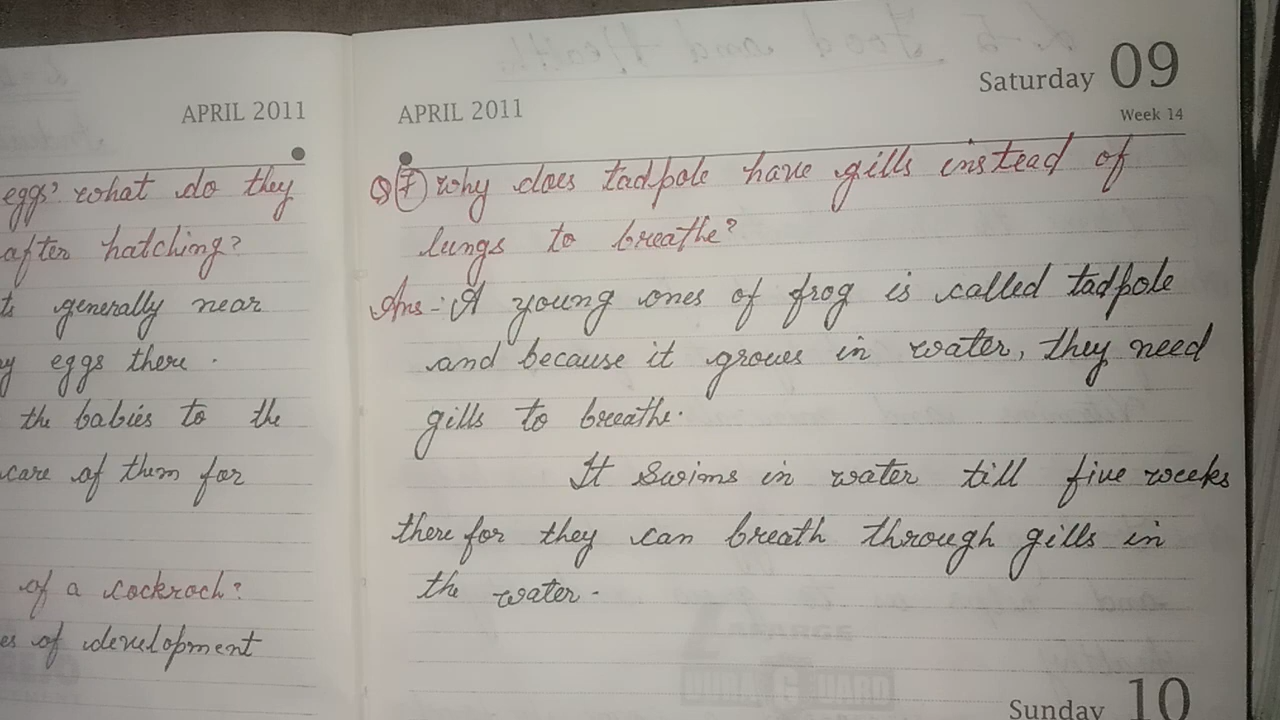 APRIL 2011
eggs? what do they
after hatching?
generally near
eggs there.
the babies to the
care of them for
of a cockroch?
of development
APRIL 2011
Saturday 09
Week 14
Q 7 why does tadpole have gills instead of
lungs to breathe?
Ans:- A young ones of frog is called tadpole
and because it grows in water, they need
gills to breathe.
It swims in water till five weeks
there for they can breath through gills in
the water.
Sunday 10